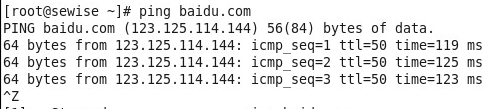 [root@sewise ~]# ping baidu.com
PING baidu.com (123.125.114.144) 56(84) bytes of data.
64 bytes from 123.125.114.144: icmp_seq=1 ttl=50 time=119 ms
64 bytes from 123.125.114.144: icmp_seq=2 ttl=50 time=125 ms
64 bytes from 123.125.114.144: icmp_seq=3 ttl=50 time=123 ms
^Z